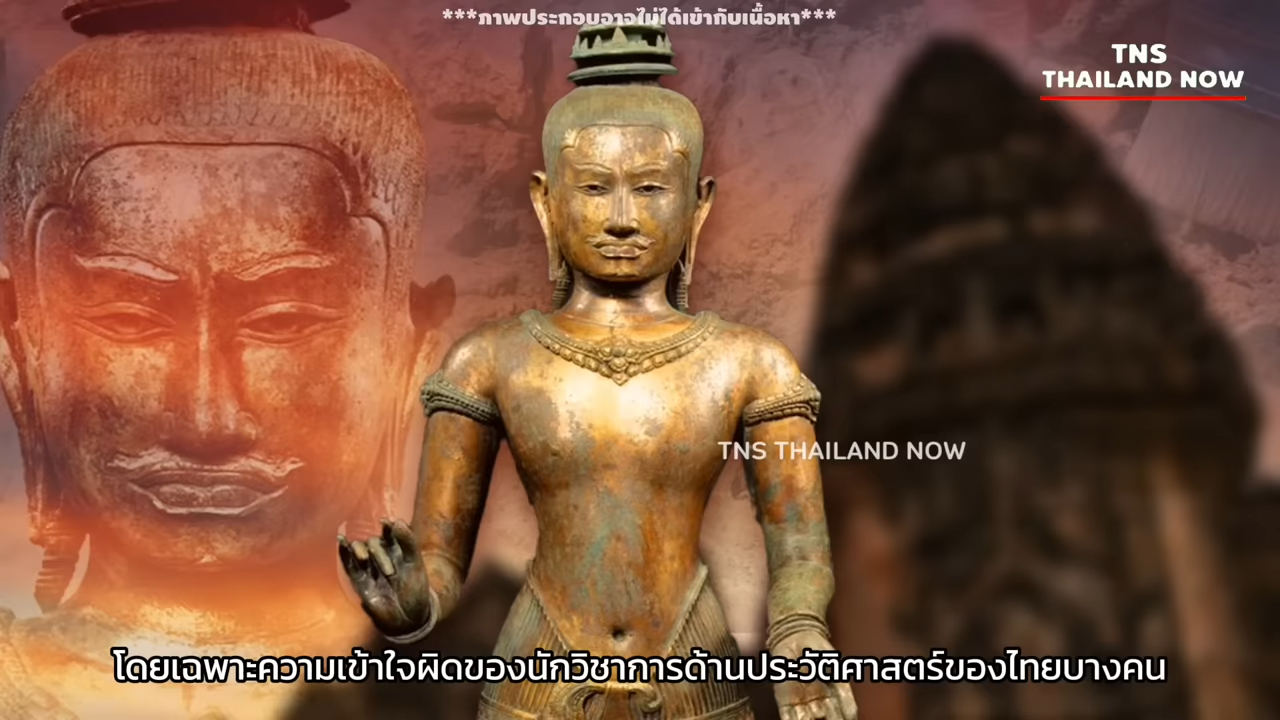 ***ภาพประกอบอาจไม่ได้เข้ากับเนื้อหา***
TNS
THAILAND NOW
TNS THAILAND NOW
โดยเฉพาะความเข้าใจผิดของนักวิชาการด้านประวัติศาสตร์ของไทยบางคน